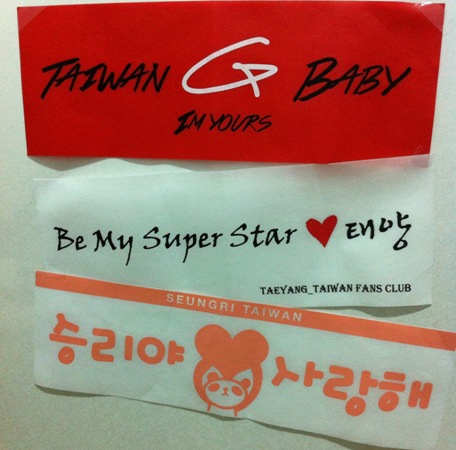 TAIWAN G BABY
IM YOURS
Be My Super Star ♥ 태양
TAEYANG_TAIWAN FANS CLUB
SEUNGRI TAIWAN
승리야 사랑해